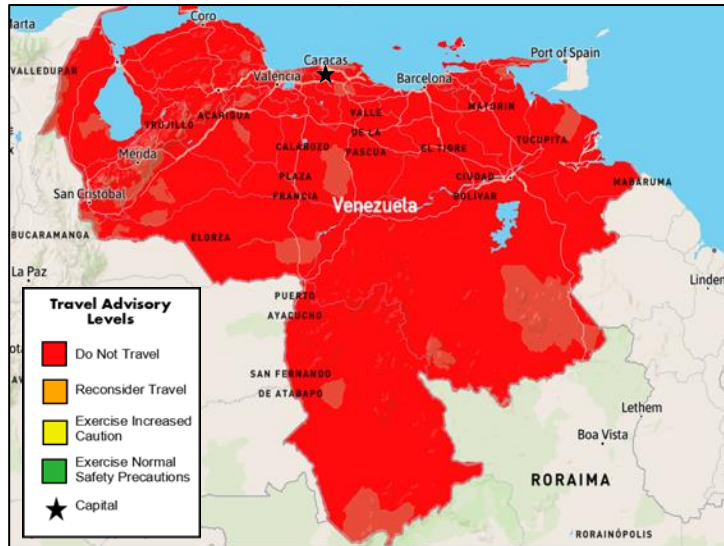 Marta
Coro
Caracas
Port of Spain
VALLEDUPAR
Valencia
Barcelona
MATURIN
ACARIGUA
VALLE
DE LA
PASCUA
TRUJILLO
CALABOZO
EL TIGRE
TUCUPITA
Mérida
PLAZA
CIUDAD
MABARUMA
San Cristóbal
FRANCIA
Venezuela
BOLÍVAR
BUCARAMANGA
ELORZA
La Paz
Linden
PUERTO
AYACUCHO
SAN FERNANDO
DE ATABAPO
Lethem
Boa Vista
RORAIMA
RORAINÓPOLIS
Travel Advisory
Levels
Do Not Travel
Reconsider Travel
Exercise Increased
Caution
Exercise Normal
Safety Precautions
Capital